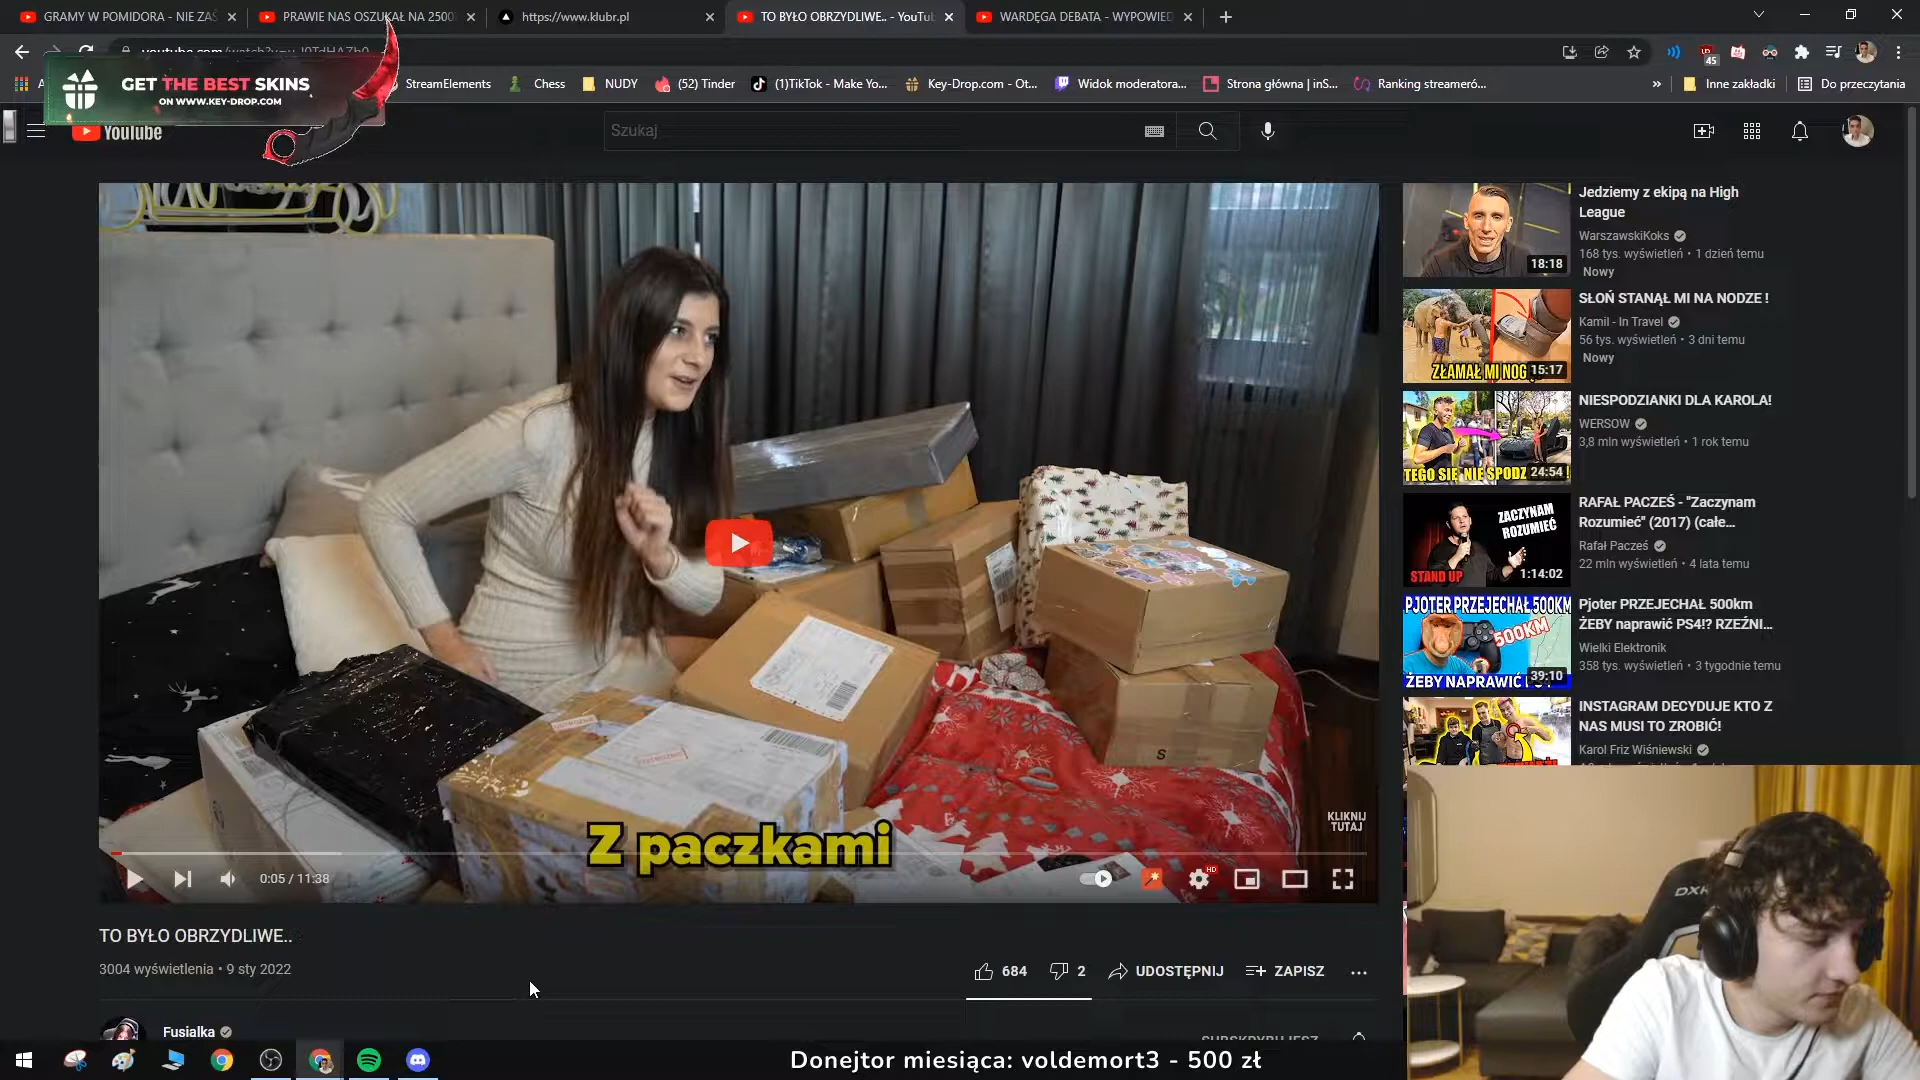 GRAMY W POMIDORA - NIE ZAŚ
PRAWIE NAS OSZUKAŁ NA 2500
https://www.klubr.pl
TO BYŁO OBRZYDLIWE.. - YouTu
WARDĘGA DEBATA - WYPOWIED
45
GET THE BEST SKINS
ON WWW.KEY-DROP.COM
StreamElements
Chess
NUDY
(52) Tinder
(1)TikTok - Make Yo...
Key-Drop.com - Ot...
Widok moderatora...
Strona główna | inS...
Ranking streameró...
»
Inne zakładki
Do przeczytania
YouTube
Szukaj
Z paczkami
KLIKNIJ
TUTAJ
0:05 / 11:38
HD
TO BYŁO OBRZYDLIWE..
3004 wyświetlenia • 9 sty 2022
684
2
UDOSTĘPNIJ
ZAPISZ
Fusialka
SUBSKRYBUJESZ
18:18
Jedziemy z ekipą na High
League
WarszawskiKoks
168 tys. wyświetleń • 1 dzień temu
Nowy
ZŁAMAŁ MI NOG
15:17
SŁOŃ STANĄŁ MI NA NODZE !
Kamil - In Travel
56 tys. wyświetleń • 3 dni temu
Nowy
TEGO SIĘ NIE SPODZ
24:54
NIESPODZIANKI DLA KAROLA!
WERSOW
3,8 mln wyświetleń • 1 rok temu
ZACZYNAM
ROZUMIEĆ
STAND UP
1:14:02
RAFAŁ PACZEŚ - "Zaczynam
Rozumieć" (2017) (całe...
Rafał Pacześ
22 mln wyświetleń • 4 lata temu
PJOTER PRZEJECHAŁ 500KM
500KM
ŻEBY NAPRAWIĆ
39:10
Pjoter PRZEJECHAŁ 500km
ŻEBY naprawić PS4!? RZEŹNI...
Wielki Elektronik
358 tys. wyświetleń • 3 tygodnie temu
INSTAGRAM DECYDUJE KTO Z
NAS MUSI TO ZROBIĆ!
Karol Friz Wiśniewski
Donejtor miesiąca: voldemort3 - 500 zł